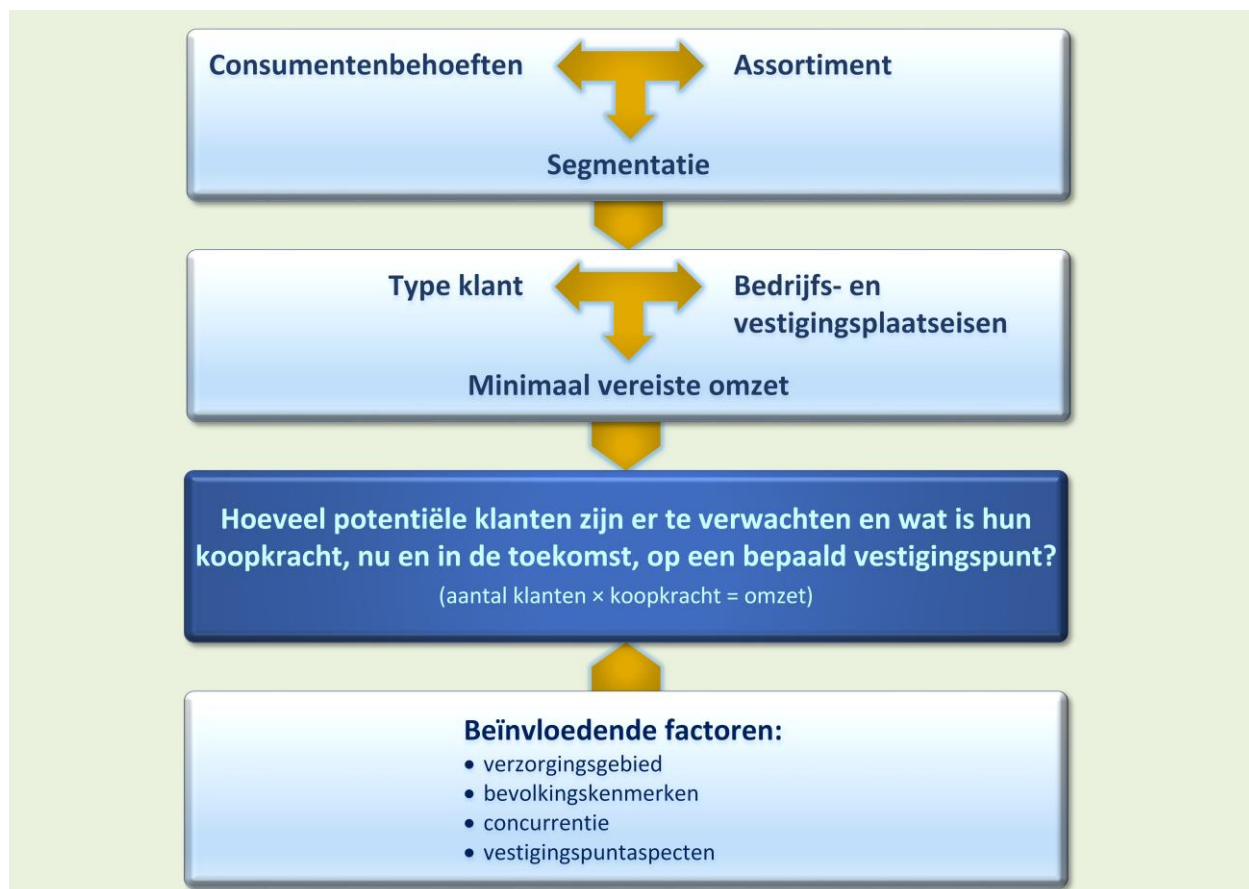 Consumentenbehoeften
Assortiment
Segmentatie
Type klant
Bedrijfs- en
vestigingsplaatseisen
Minimaal vereiste omzet
Hoeveel potentiële klanten zijn er te verwachten en wat is hun
koopkracht, nu en in de toekomst, op een bepaald vestigingspunt?
(aantal klanten × koopkracht = omzet)
Beïnvloedende factoren:
• verzorgingsgebied
• bevolkingskenmerken
• concurrentie
• vestigingspuntaspecten